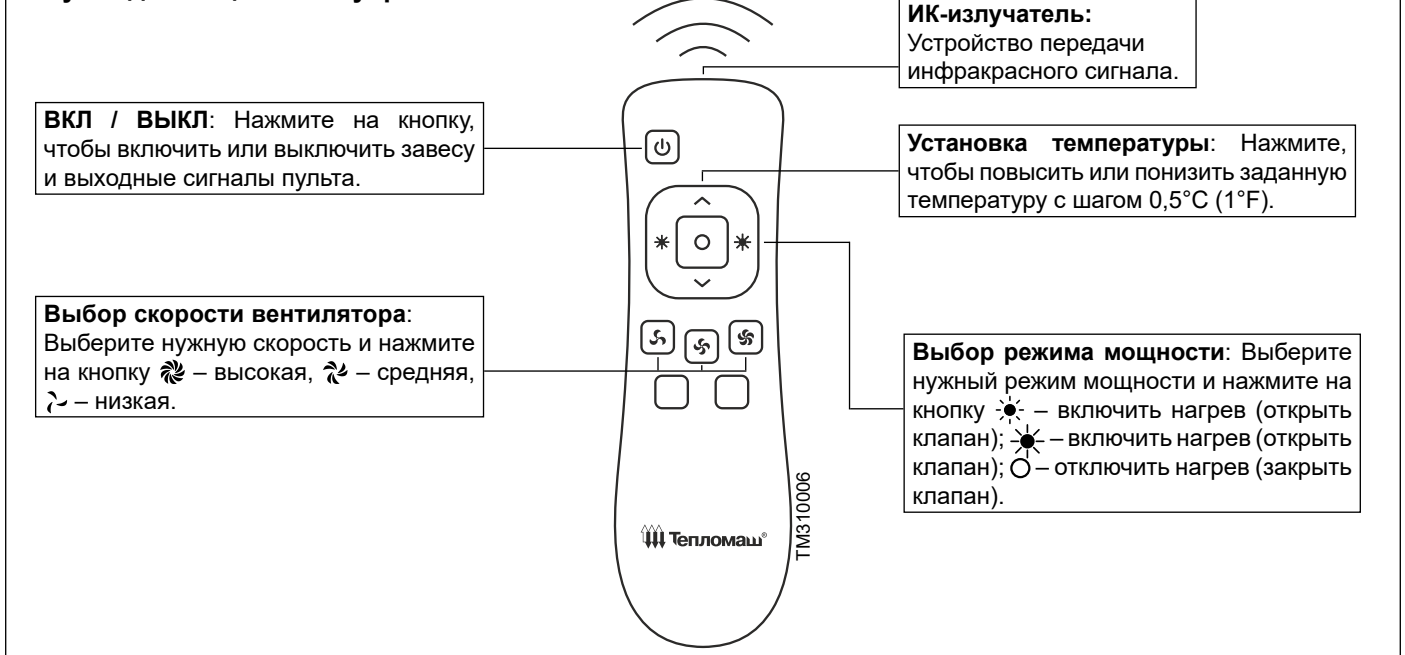 ИК-излучатель:
Устройство передачи
инфракрасного сигнала.
ВКЛ / ВЫКЛ: Нажмите на кнопку,
чтобы включить или выключить завесу
и выходные сигналы пульта.
Установка температуры: Нажмите,
чтобы повысить или понизить заданную
температуру с шагом 0,5°C (1°F).
Выбор скорости вентилятора:
Выберите нужную скорость и нажмите
на кнопку – высокая, – средняя,
– низкая.
Выбор режима мощности: Выберите
нужный режим мощности и нажмите на
кнопку – включить нагрев (открыть
клапан); – включить нагрев (открыть
клапан); – отключить нагрев (закрыть
клапан).
Тепломаш®
TM310006